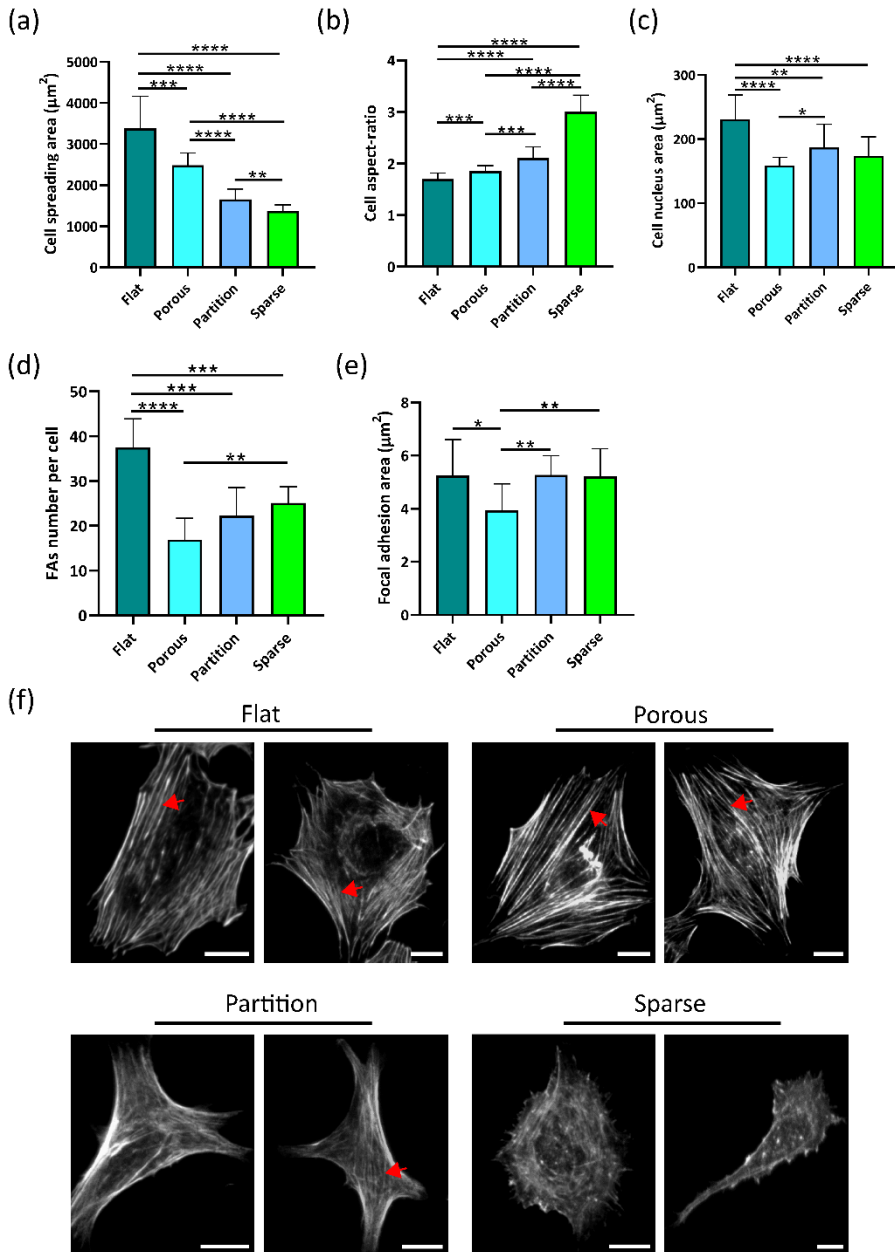 (a)
Cell spreading area (μm²)
5000
4000
3000
2000
1000
0
****
****
***
****
****
**
Flat
Porous
Partition
Sparse
(b)
Cell aspect-ratio
4
3
2
1
0
****
****
****
****
***
***
Flat
Porous
Partition
Sparse
(c)
Cell nucleus area (μm²)
300
200
100
0
****
**
****
*
Flat
Porous
Partition
Sparse
(d)
FAs number per cell
50
40
30
20
10
0
***
***
****
**
Flat
Porous
Partition
Sparse
(e)
Focal adhesion area (μm²)
8
6
4
2
0
**
*
**
Flat
Porous
Partition
Sparse
(f)
Flat
Porous
Partition
Sparse